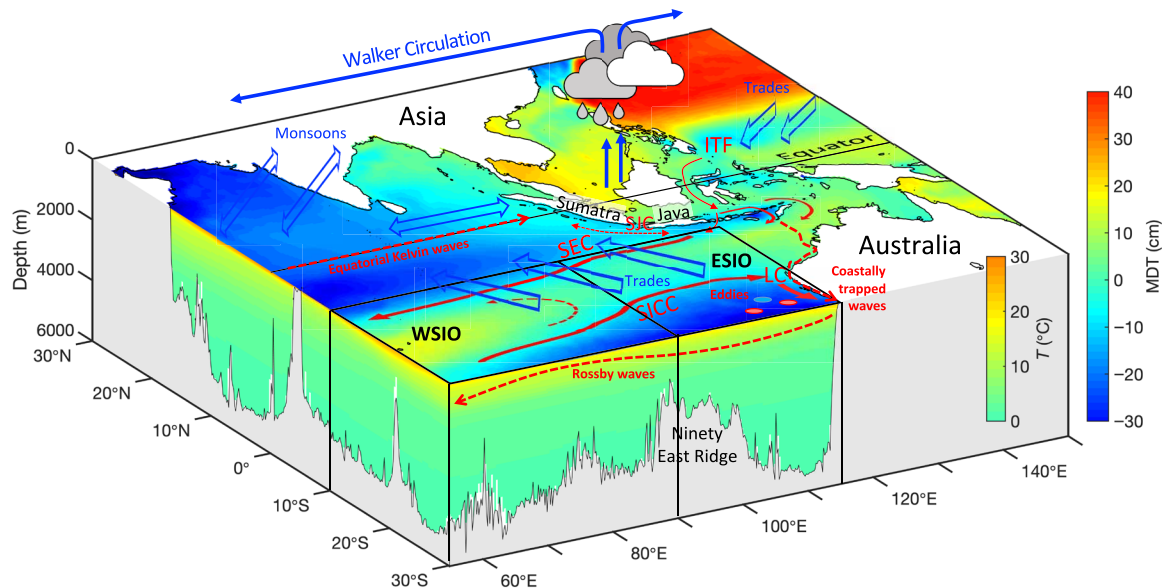 Walker Circulation
Asia
Monsoons
Trades
ITF
Equator
Sumatra
Java
SJC
Equatorial Kelvin waves
SEC
Trades
ESIO
Australia
LC
Eddies
Coastally
trapped
waves
SICC
WSIO
Rossby waves
Ninety
East Ridge
Depth (m)
0
2000
4000
6000
30°N
20°N
10°N
0°
10°S
20°S
30°S
60°E
80°E
100°E
120°E
140°E
T (°C)
30
20
10
0
MDT (cm)
40
30
20
10
0
−10
−20
−30